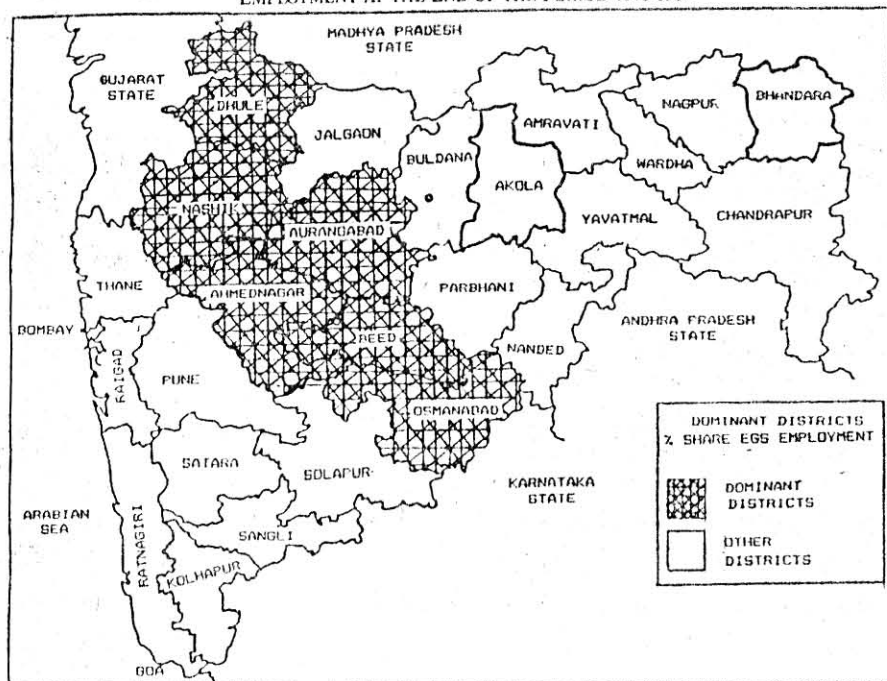 MADHYA PRADESH
STATE
GUJARAT
STATE
DHULE
JALGAON
BULDANA
AKOLA
AMRAVATI
NAGPUR
BHANDARA
WARDHA
YAVATMAL
CHANDRAPUR
NASHIK
AURANGABAD
THANE
AHMEDNAGAR
PARBHANI
BOMBAY
RAIGAD
PUNE
BEED
NANDED
ANDHRA PRADESH
STATE
OSMANABAD
SATARA
SOLAPUR
KARNATAKA
STATE
ARABIAN
SEA
RATNAGIRI
SANGLI
KOLHAPUR
GOA
DOMINANT DISTRICTS
% SHARE EGS EMPLOYMENT
DOMINANT
DISTRICTS
OTHER
DISTRICTS